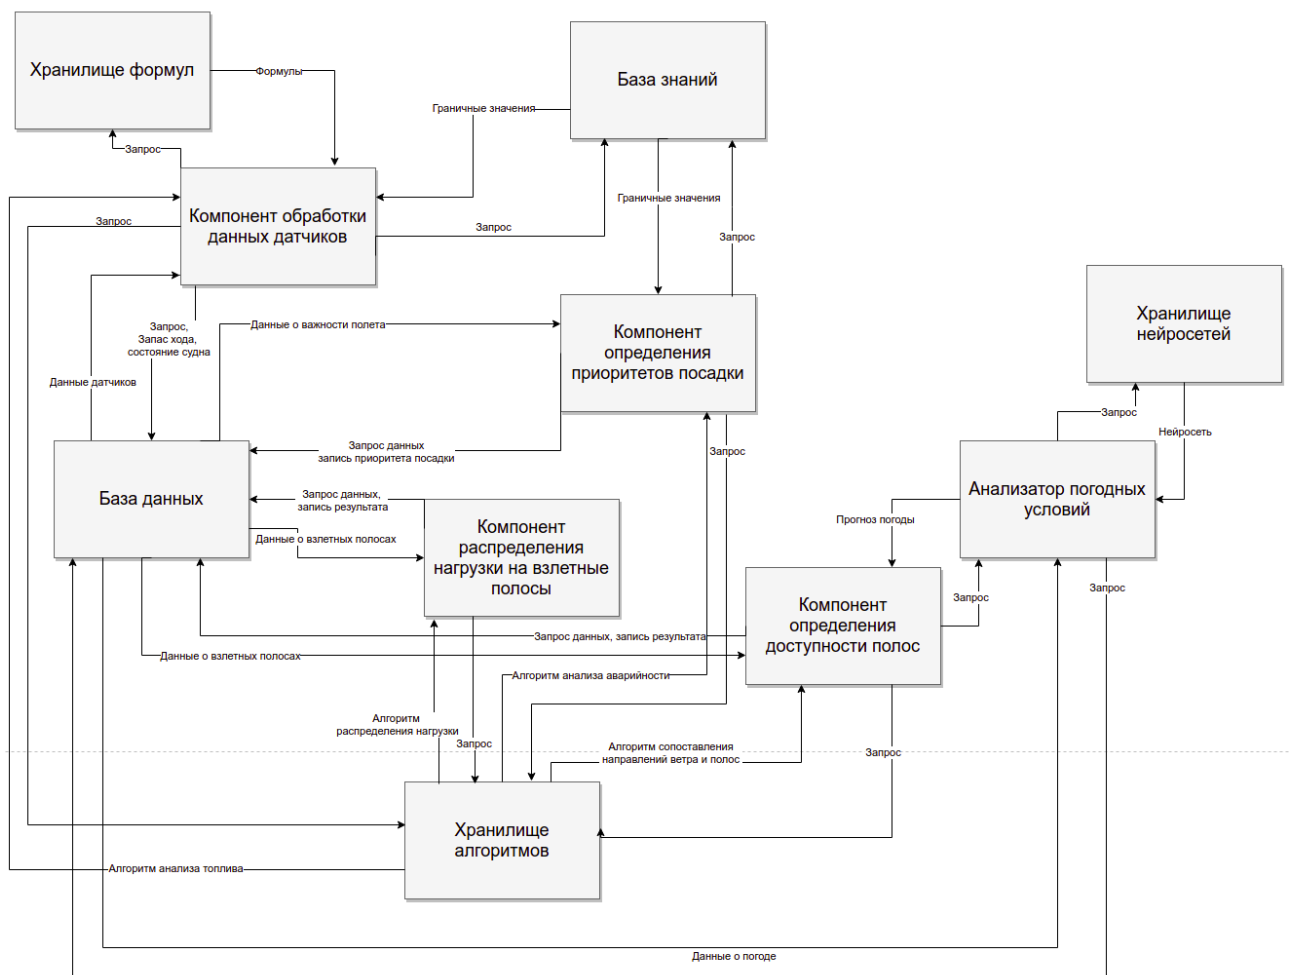 Хранилище формул
Формулы
База знаний
Граничные значения
Запрос
Компонент обработки
данных датчиков
Запрос
Запрос
Граничные значения
Запрос
Запрос,
Запас хода,
состояние судна
Данные о важности полета
Данные датчиков
Компонент
определения
приоритетов посадки
Хранилище
нейросетей
Запрос
Нейросеть
Запрос данных
запись приоритета посадки
Запрос
База данных
Запрос данных,
запись результата
Данные о взлетных полосах
Компонент
распределения
нагрузки на взлетные
полосы
Анализатор погодных
условий
Прогноз погоды
Запрос
Запрос
Компонент
определения
доступности полос
Запрос данных, запись результата
Данные о взлетных полосах
Алгоритм анализа аварийности
Алгоритм
распределения нагрузки
Запрос
Алгоритм сопоставления
направлений ветра и полос
Запрос
Хранилище
алгоритмов
Алгоритм анализа топлива
Данные о погоде